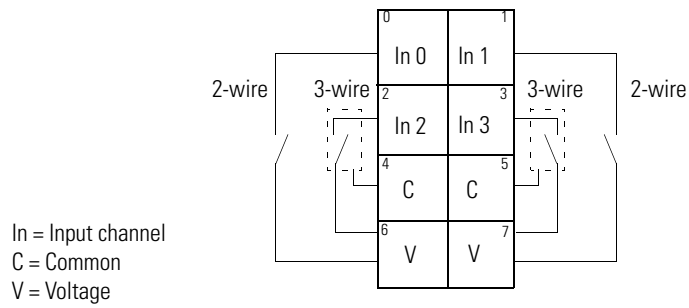 0 1
In 0 In 1
2-wire 3-wire 2 3 3-wire 2-wire
In 2 In 3
4 5
C C
In = Input channel 6 7
C = Common V V
V = Voltage